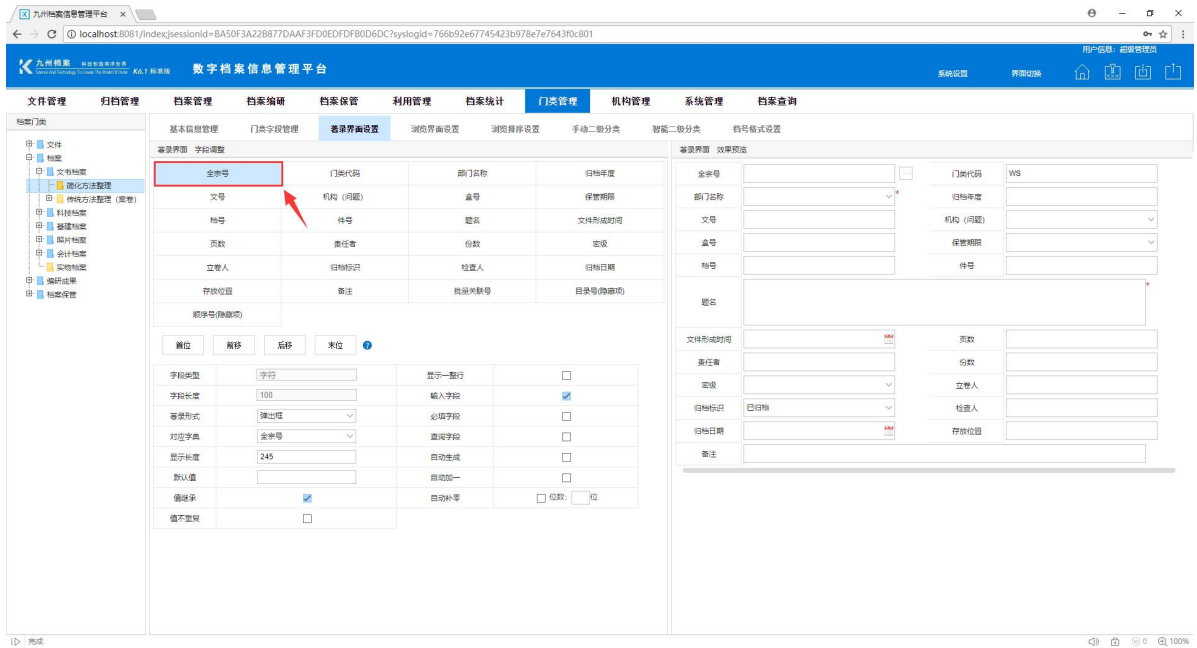 九州档案信息管理平台
localhost:8081/index;jsessionid=BA50F3A22B877DAAF3FD0EDFDFB0D6DC?syslogid=766b92e67745423b978e7e7643f0c801
用户信息：超级管理员
九州档案 科技创造有序世界
Science And Technology To Create The World Of Order K6.1 标准版 数字档案信息管理平台 系统设置 界面切换
文件管理 归档管理 档案管理 档案编研 档案保管 利用管理 档案统计 门类管理 机构管理 系统管理 档案查询
档案门类
基本信息管理 门类字段管理 著录界面设置 浏览界面设置 浏览排序设置 手动二级分类 智能二级分类 档号格式设置
文件
档案
文书档案
简化方法整理
传统方法整理（案卷）
科技档案
基建档案
照片档案
会计档案
实物档案
编研成果
档案保管
著录界面 字段调整
全宗号 门类代码 部门名称 归档年度
文号 机构（问题） 盒号 保管期限
档号 件号 题名 文件形成时间
页数 责任者 份数 密级
立卷人 归档标识 检查人 归档日期
存放位置 备注 批量关联号 目录号(隐藏项)
顺序号(隐藏项)
首位 前移 后移 末位 ?
字段类型 字符 显示一整行
字段长度 100 输入字段
著录形式 弹出框 必填字段
对应字典 全宗号 查询字段
显示长度 245 自动生成
默认值 自动加一
值继承 自动补零 位数: 位
值不重复
著录界面 效果预览
全宗号 ... 门类代码 WS
部门名称 * 归档年度
文号 机构（问题）
盒号 保管期限
档号 件号
题名 *
文件形成时间 页数
责任者 份数
密级 立卷人
归档标识 已归档 检查人
归档日期 存放位置
备注
完成 0 100%